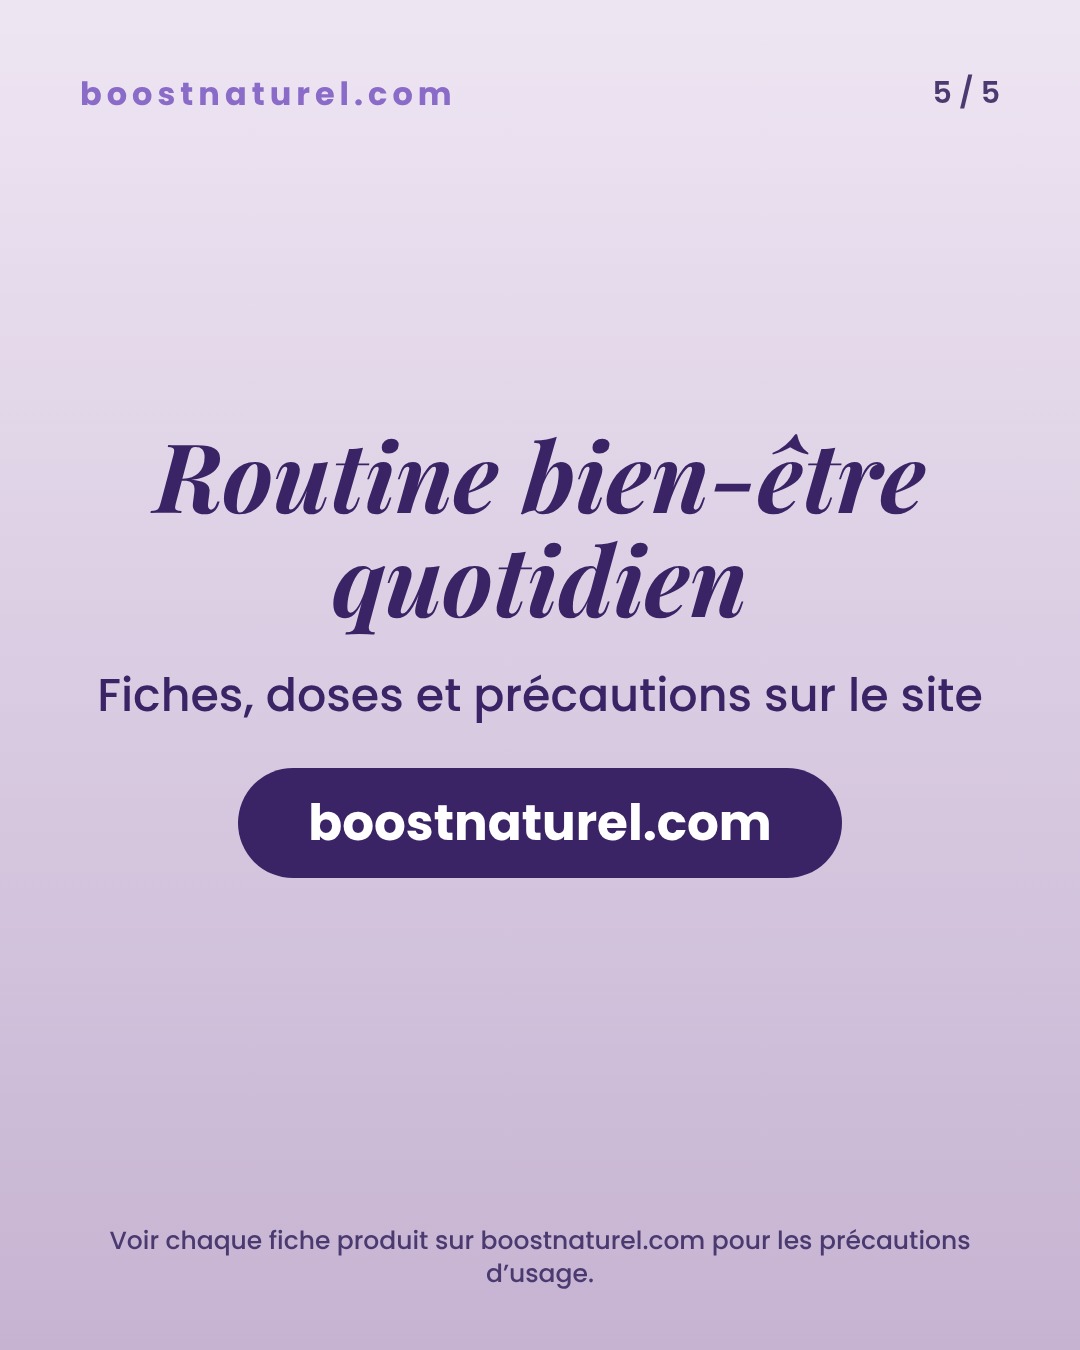 boostnaturel.com
5 / 5
Routine bien-être
quotidien
Fiches, doses et précautions sur le site
boostnaturel.com
Voir chaque fiche produit sur boostnaturel.com pour les précautions
d’usage.